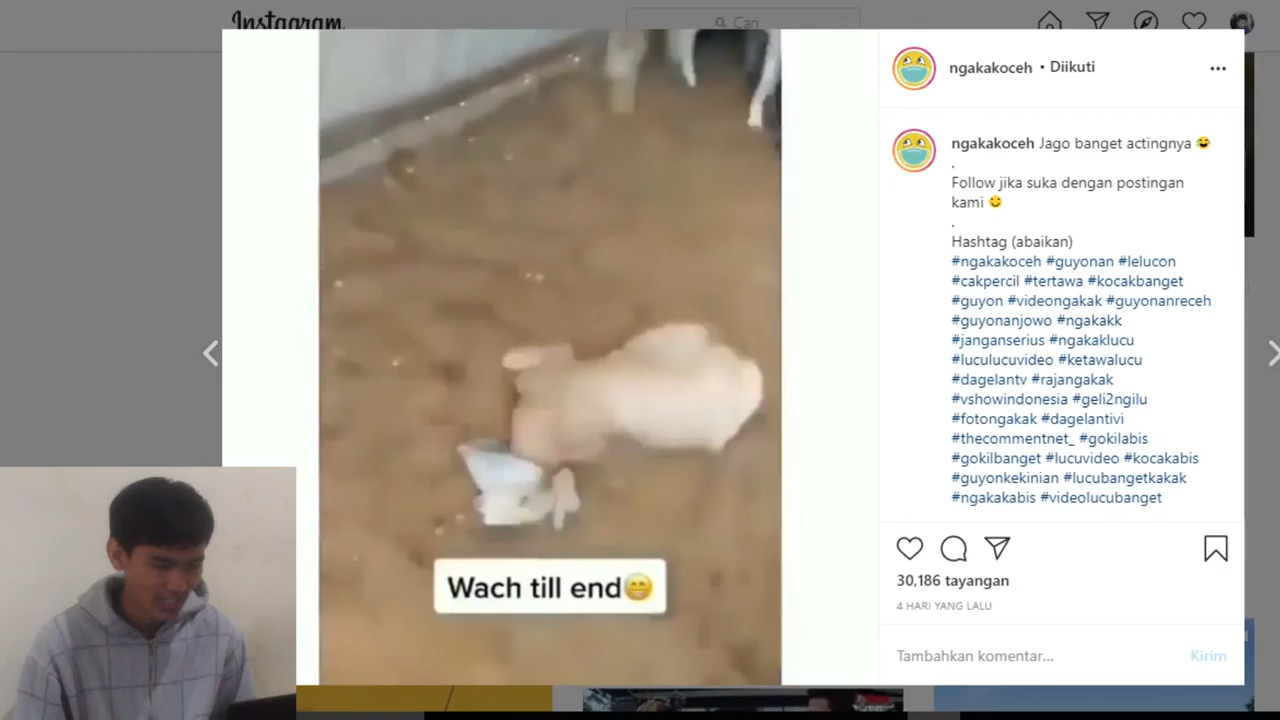 Instagram
Cari
ngakakoceh • Diikuti
ngakakoceh Jago banget actingnya 😂
.
Follow jika suka dengan postingan
kami 😊
.
Hashtag (abaikan)
#ngakakoceh #guyonan #lelucon
#cakpercil #tertawa #kocakbanget
#guyon #videongakak #guyonanreceh
#guyonanjowo #ngakakk
#janganserius #ngakaklucu
#luculucuvideo #ketawalucu
#dagelantv #rajangakak
#vshowindonesia #geli2ngilu
#fotongakak #dagelantivi
#thecommentnet_ #gokilabis
#gokilbanget #lucuvideo #kocakabis
#guyonkekinian #lucubangetkakak
#ngakakabis #videolucubanget
Wach till end😁
30,186 tayangan
4 HARI YANG LALU
Tambahkan komentar...
Kirim